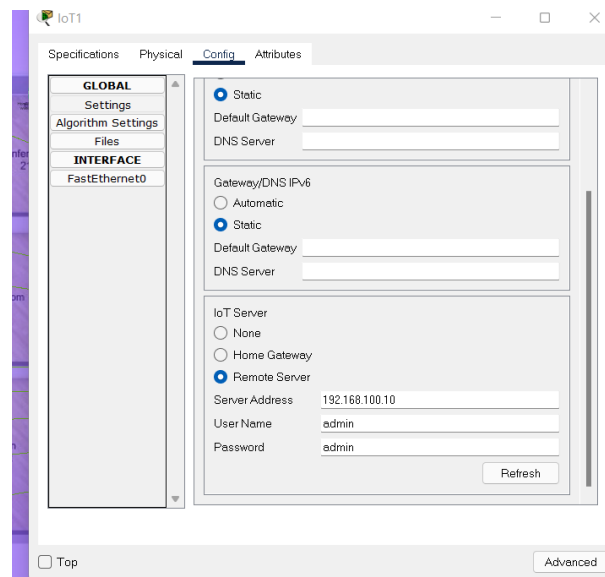 IoT1
Specifications Physical Config Attributes
GLOBAL
Settings
Algorithm Settings
Files
INTERFACE
FastEthernet0
Static
Default Gateway
DNS Server
Gateway/DNS IPv6
Automatic
Static
Default Gateway
DNS Server
IoT Server
None
Home Gateway
Remote Server
Server Address 192.168.100.10
User Name admin
Password admin
Refresh
Top
Advanced